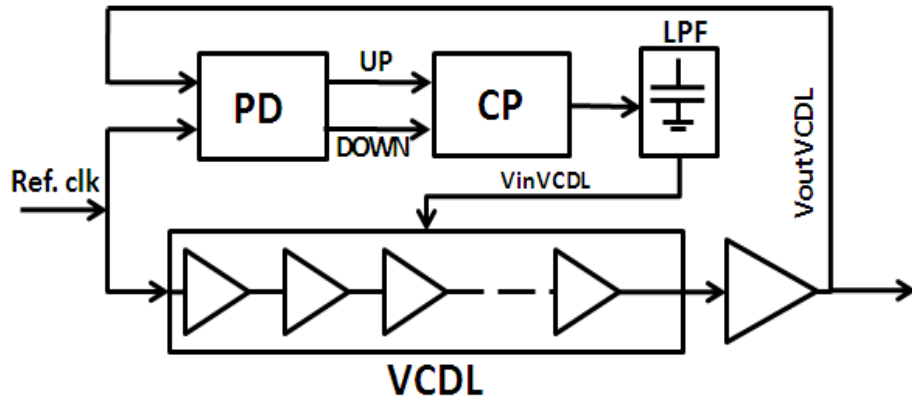 LPF
UP
PD
CP
DOWN
Ref. clk
VinVCDL
VoutVCDL
VCDL